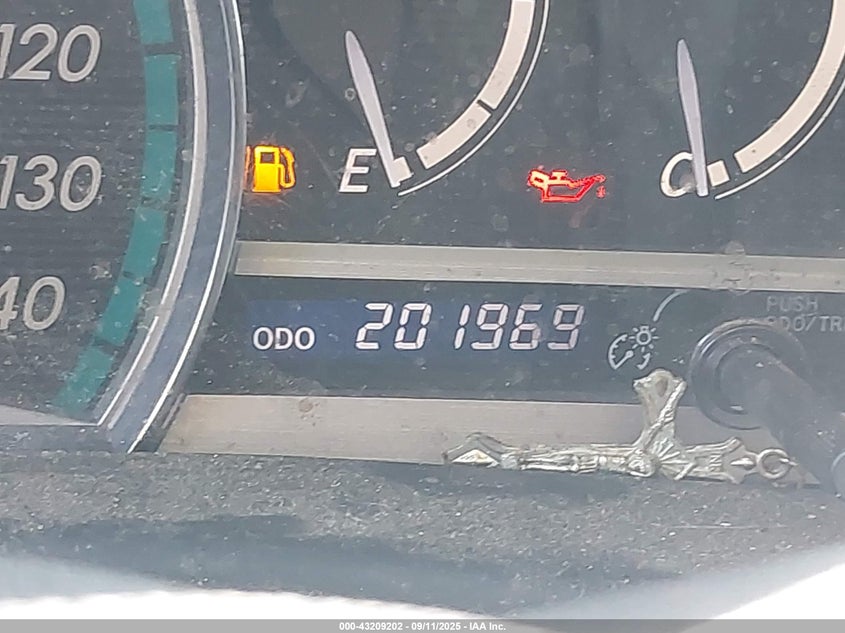 120
130
40
E
C
PUSH
ODO/TR
ODO 201969
000-43209202 - 09/11/2025 - IAA Inc.